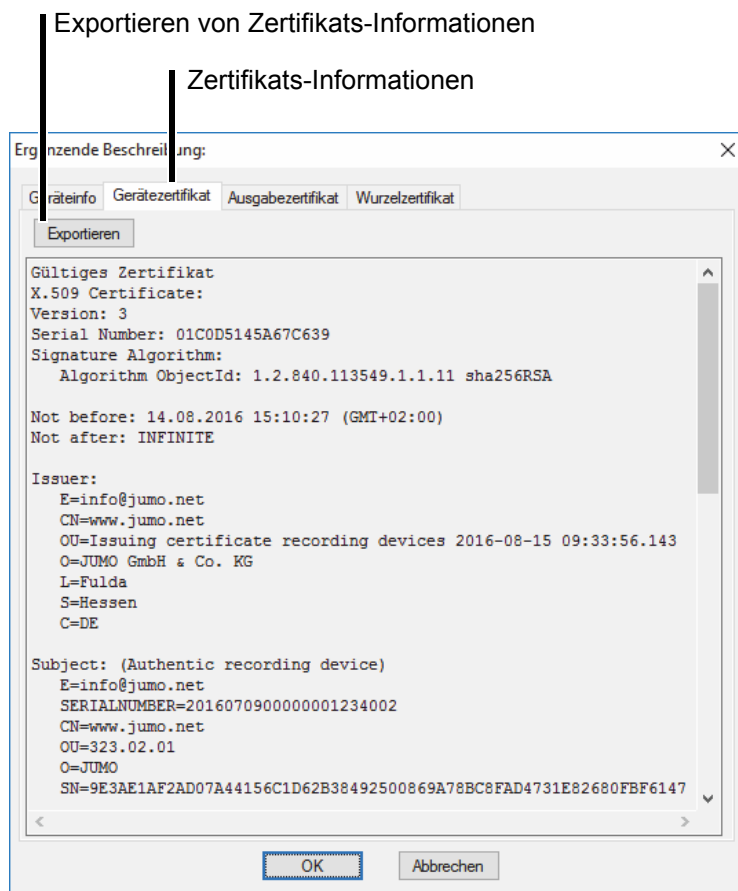 Exportieren von Zertifikats-Informationen
Zertifikats-Informationen
Ergänzende Beschreibung:
Geräteinfo Gerätezertifikat Ausgabezertifikat Wurzelzertifikat
Exportieren
Gültiges Zertifikat
X.509 Certificate:
Version: 3
Serial Number: 01C0D5145A67C639
Signature Algorithm:
Algorithm ObjectId: 1.2.840.113549.1.1.11 sha256RSA
Not before: 14.08.2016 15:10:27 (GMT+02:00)
Not after: INFINITE
Issuer:
E=info@jumo.net
CN=www.jumo.net
OU=Issuing certificate recording devices 2016-08-15 09:33:56.143
O=JUMO GmbH & Co. KG
L=Fulda
S=Hessen
C=DE
Subject: (Authentic recording device)
E=info@jumo.net
SERIALNUMBER=2016070900000001234002
CN=www.jumo.net
OU=323.02.01
O=JUMO
SN=9E3AE1AF2AD07A44156C1D62B38492500869A78BC8FAD4731E82680FBF6147
OK Abbrechen